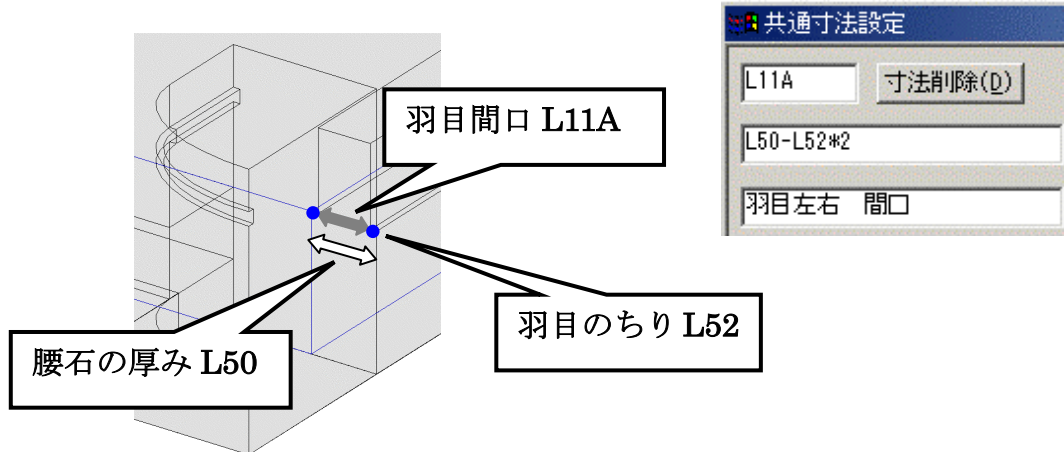 共通寸法設定
L11A
寸法削除(D)
L50-L52*2
羽目左右 間口
羽目間口 L11A
羽目のちり L52
腰石の厚み L50